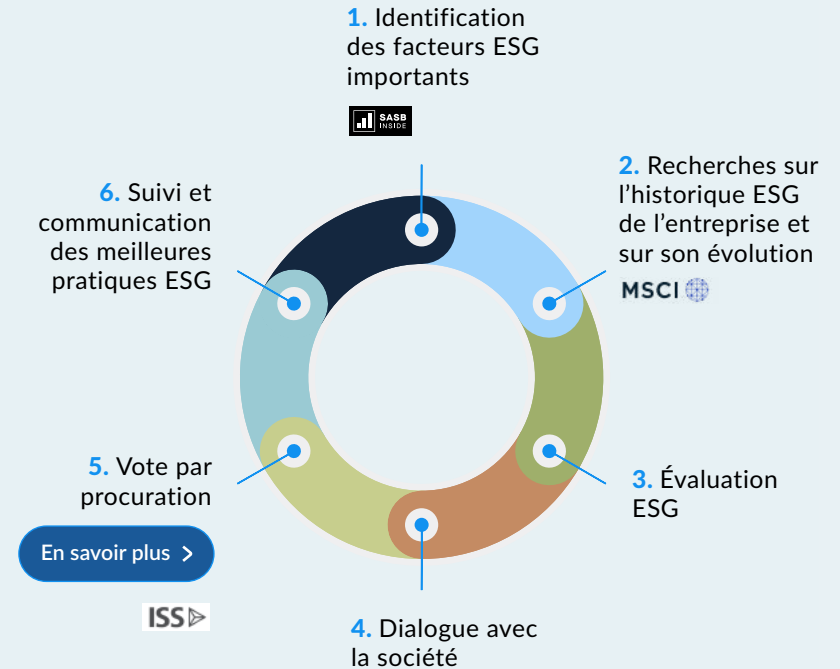 1. Identification
des facteurs ESG
importants
SASB
INSIDE
2. Recherches sur
l'historique ESG
de l'entreprise et
sur son évolution
MSCI
3. Évaluation
ESG
4. Dialogue avec
la société
5. Vote par
procuration
En savoir plus >
ISS
6. Suivi et
communication
des meilleures
pratiques ESG